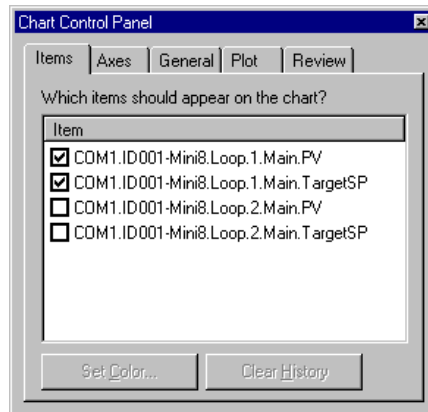 Chart Control Panel
Items Axes General Plot Review
Which items should appear on the chart?
Item
COM1.ID001-Mini8.Loop.1.Main.PV
COM1.ID001-Mini8.Loop.1.Main.TargetSP
COM1.ID001-Mini8.Loop.2.Main.PV
COM1.ID001-Mini8.Loop.2.Main.TargetSP
Set Color... Clear History